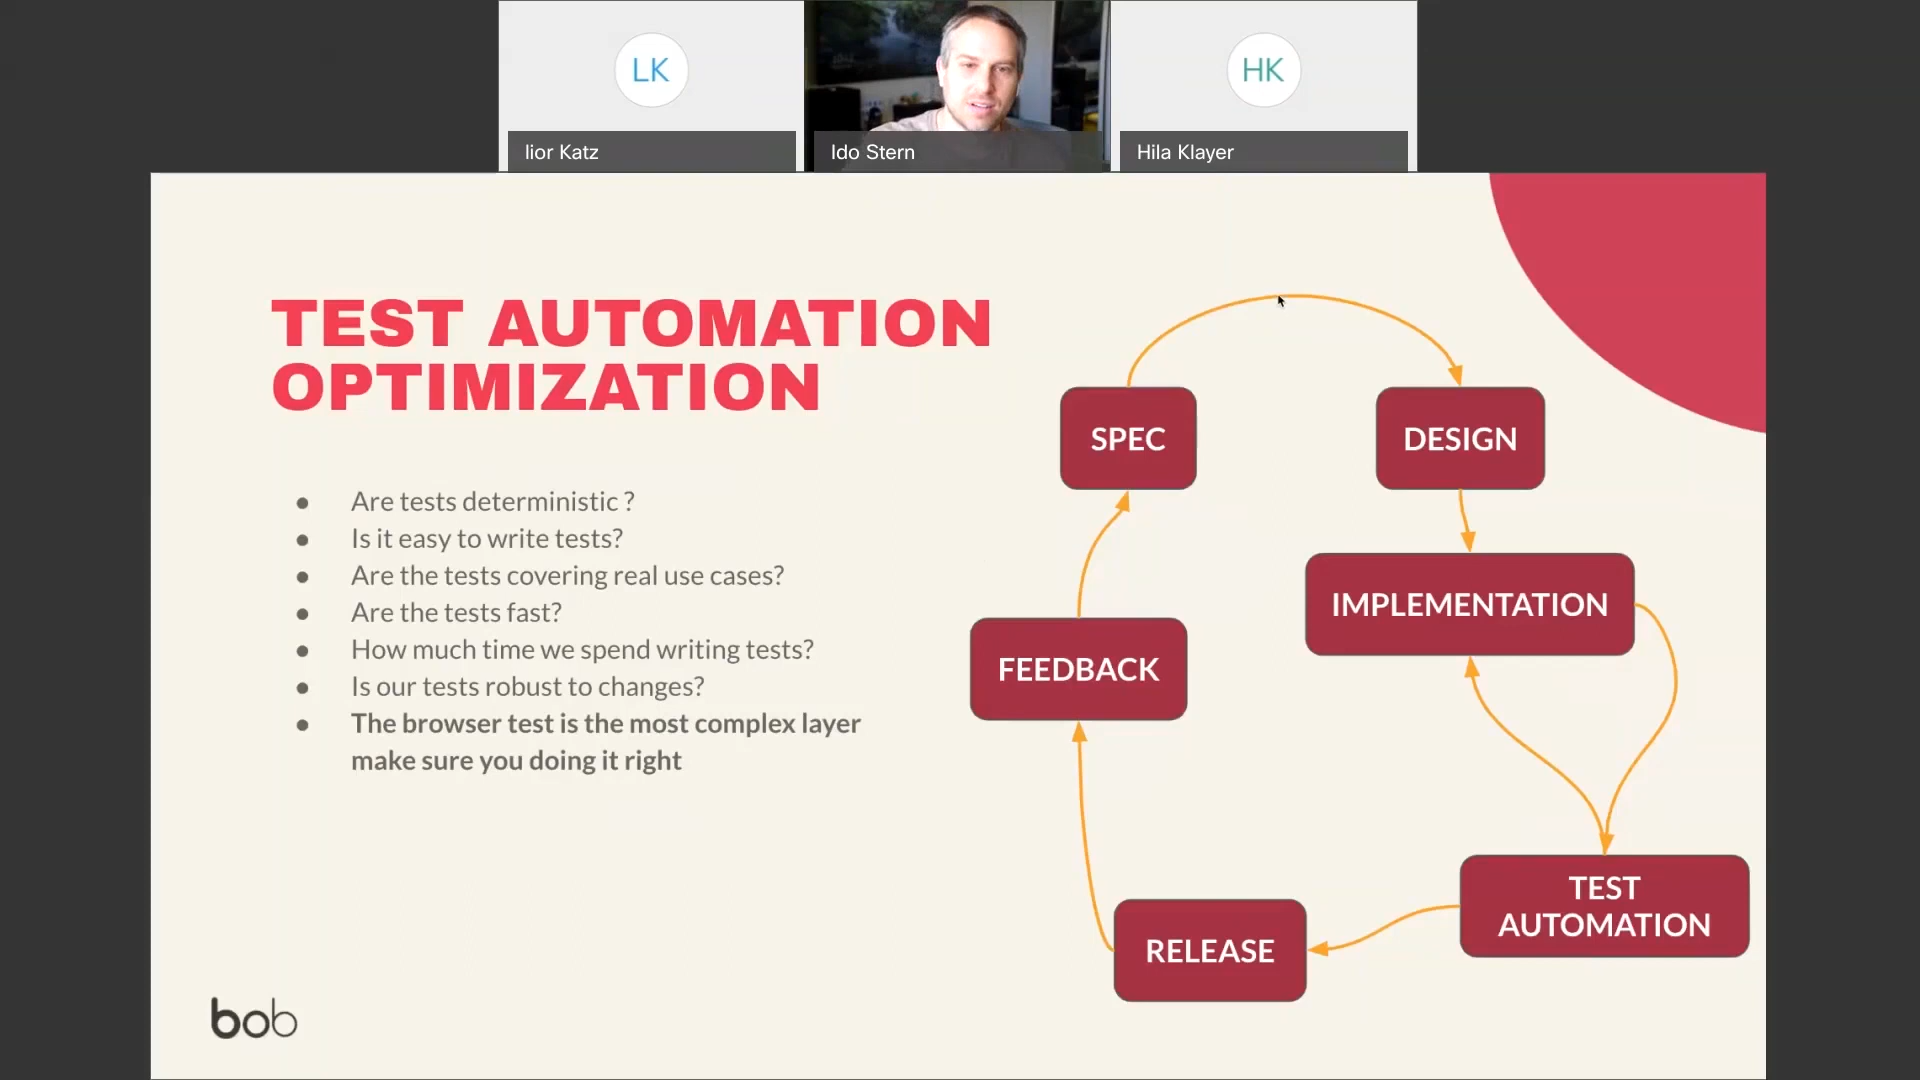 LK
HK
lior Katz
Ido Stern
Hila Klayer
TEST AUTOMATION
OPTIMIZATION
● Are tests deterministic ?
● Is it easy to write tests?
● Are the tests covering real use cases?
● Are the tests fast?
● How much time we spend writing tests?
● Is our tests robust to changes?
● The browser test is the most complex layer
make sure you doing it right
SPEC
DESIGN
IMPLEMENTATION
FEEDBACK
TEST
AUTOMATION
RELEASE
bob